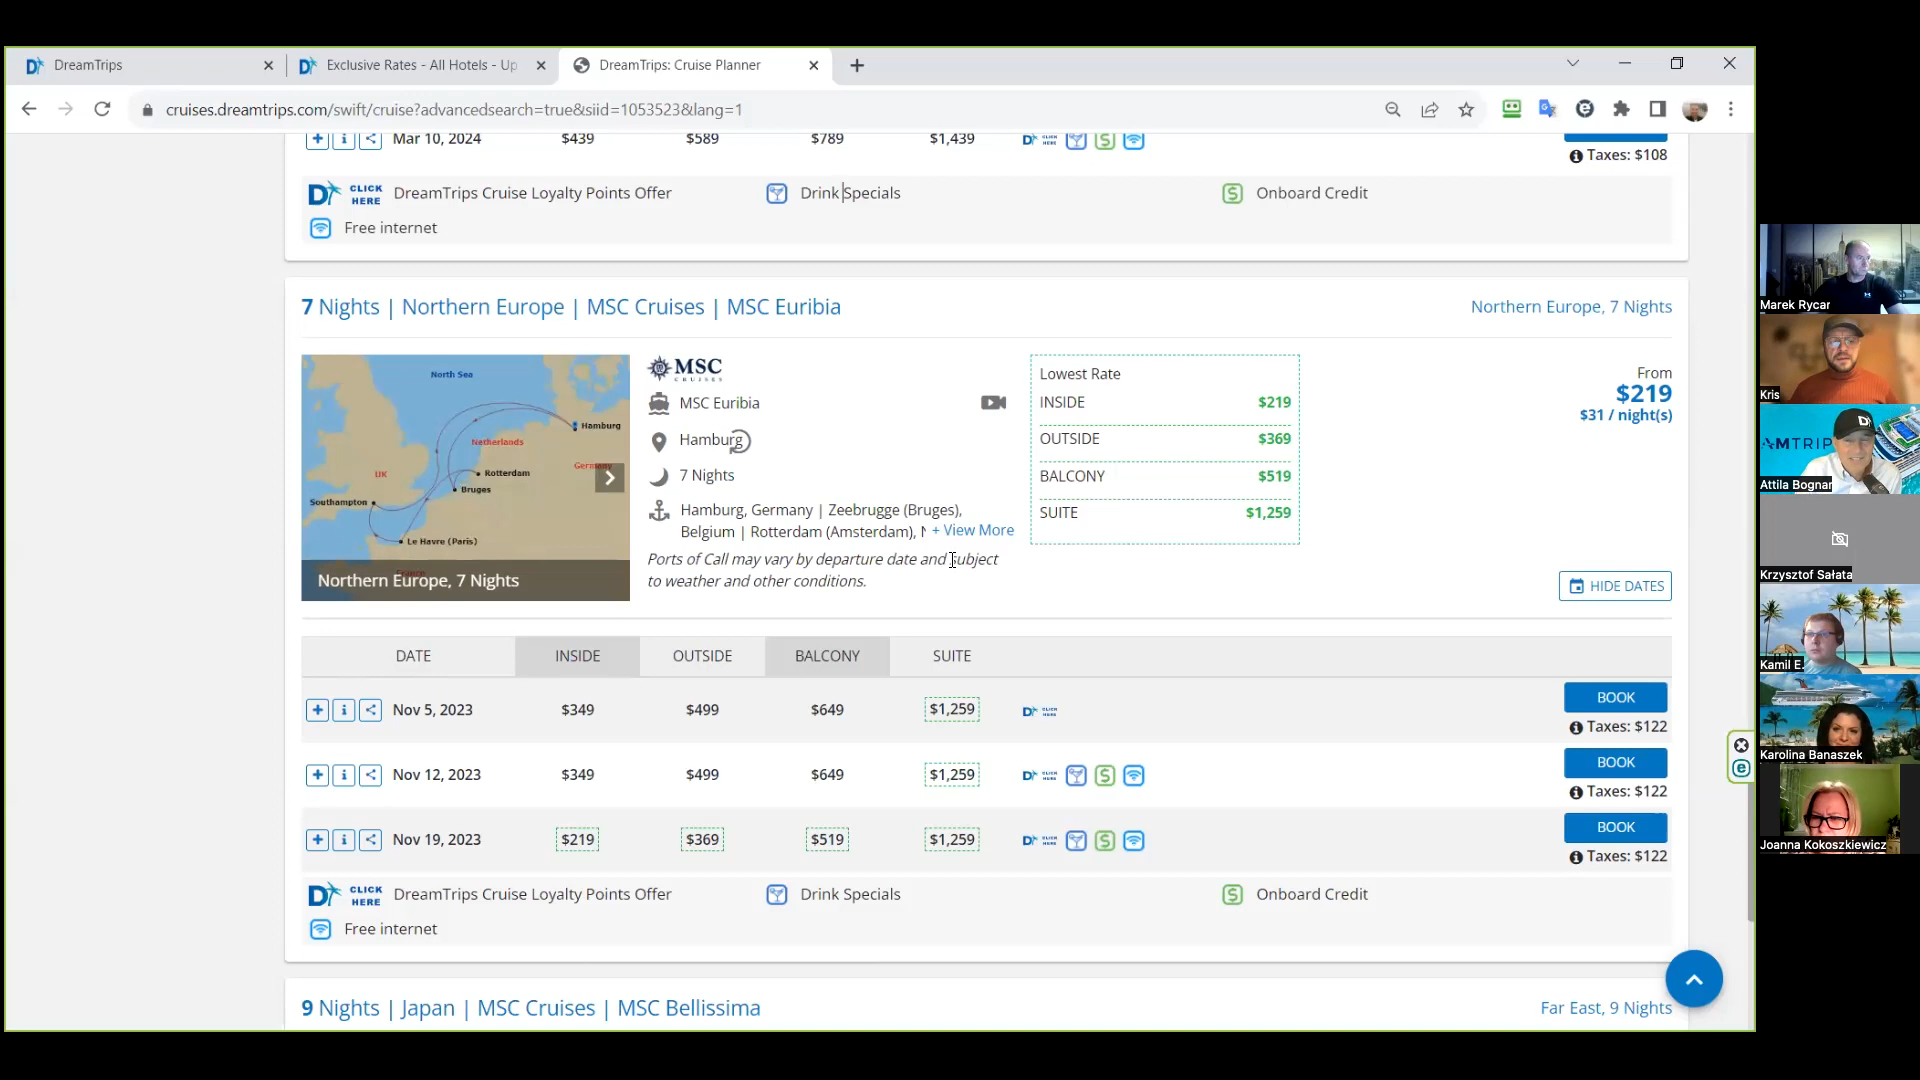 DreamTrips
Exclusive Rates - All Hotels - Up
DreamTrips: Cruise Planner
cruises.dreamtrips.com/swift/cruise?advancedsearch=true&siid=1053523&lang=1
Mar 10, 2024 $439 $589 $789 $1,439
Taxes: $108
CLICK HERE DreamTrips Cruise Loyalty Points Offer Drink Specials Onboard Credit
Free internet
7 Nights | Northern Europe | MSC Cruises | MSC Euribia
Northern Europe, 7 Nights
North Sea
Hamburg
Netherlands
UK
Rotterdam
Bruges
Southampton
Le Havre (Paris)
Northern Europe, 7 Nights
MSC
CRUISES
MSC Euribia
Hamburg
7 Nights
Hamburg, Germany | Zeebrugge (Bruges),
Belgium | Rotterdam (Amsterdam), + View More
Ports of Call may vary by departure date and subject
to weather and other conditions.
Lowest Rate
INSIDE $219
OUTSIDE $369
BALCONY $519
SUITE $1,259
From
$219
$31 / night(s)
HIDE DATES
DATE INSIDE OUTSIDE BALCONY SUITE
Nov 5, 2023 $349 $499 $649 $1,259 CLICK HERE BOOK
Taxes: $122
Nov 12, 2023 $349 $499 $649 $1,259 CLICK HERE BOOK
Taxes: $122
Nov 19, 2023 $219 $369 $519 $1,259 CLICK HERE BOOK
Taxes: $122
CLICK HERE DreamTrips Cruise Loyalty Points Offer Drink Specials Onboard Credit
Free internet
9 Nights | Japan | MSC Cruises | MSC Bellissima
Far East, 9 Nights
Marek Rycar
Kris
AMTRIP
Attila Bognar
Krzysztof Sałata
Kamil E.
Karolina Banaszek
Joanna Kokoszkiewicz